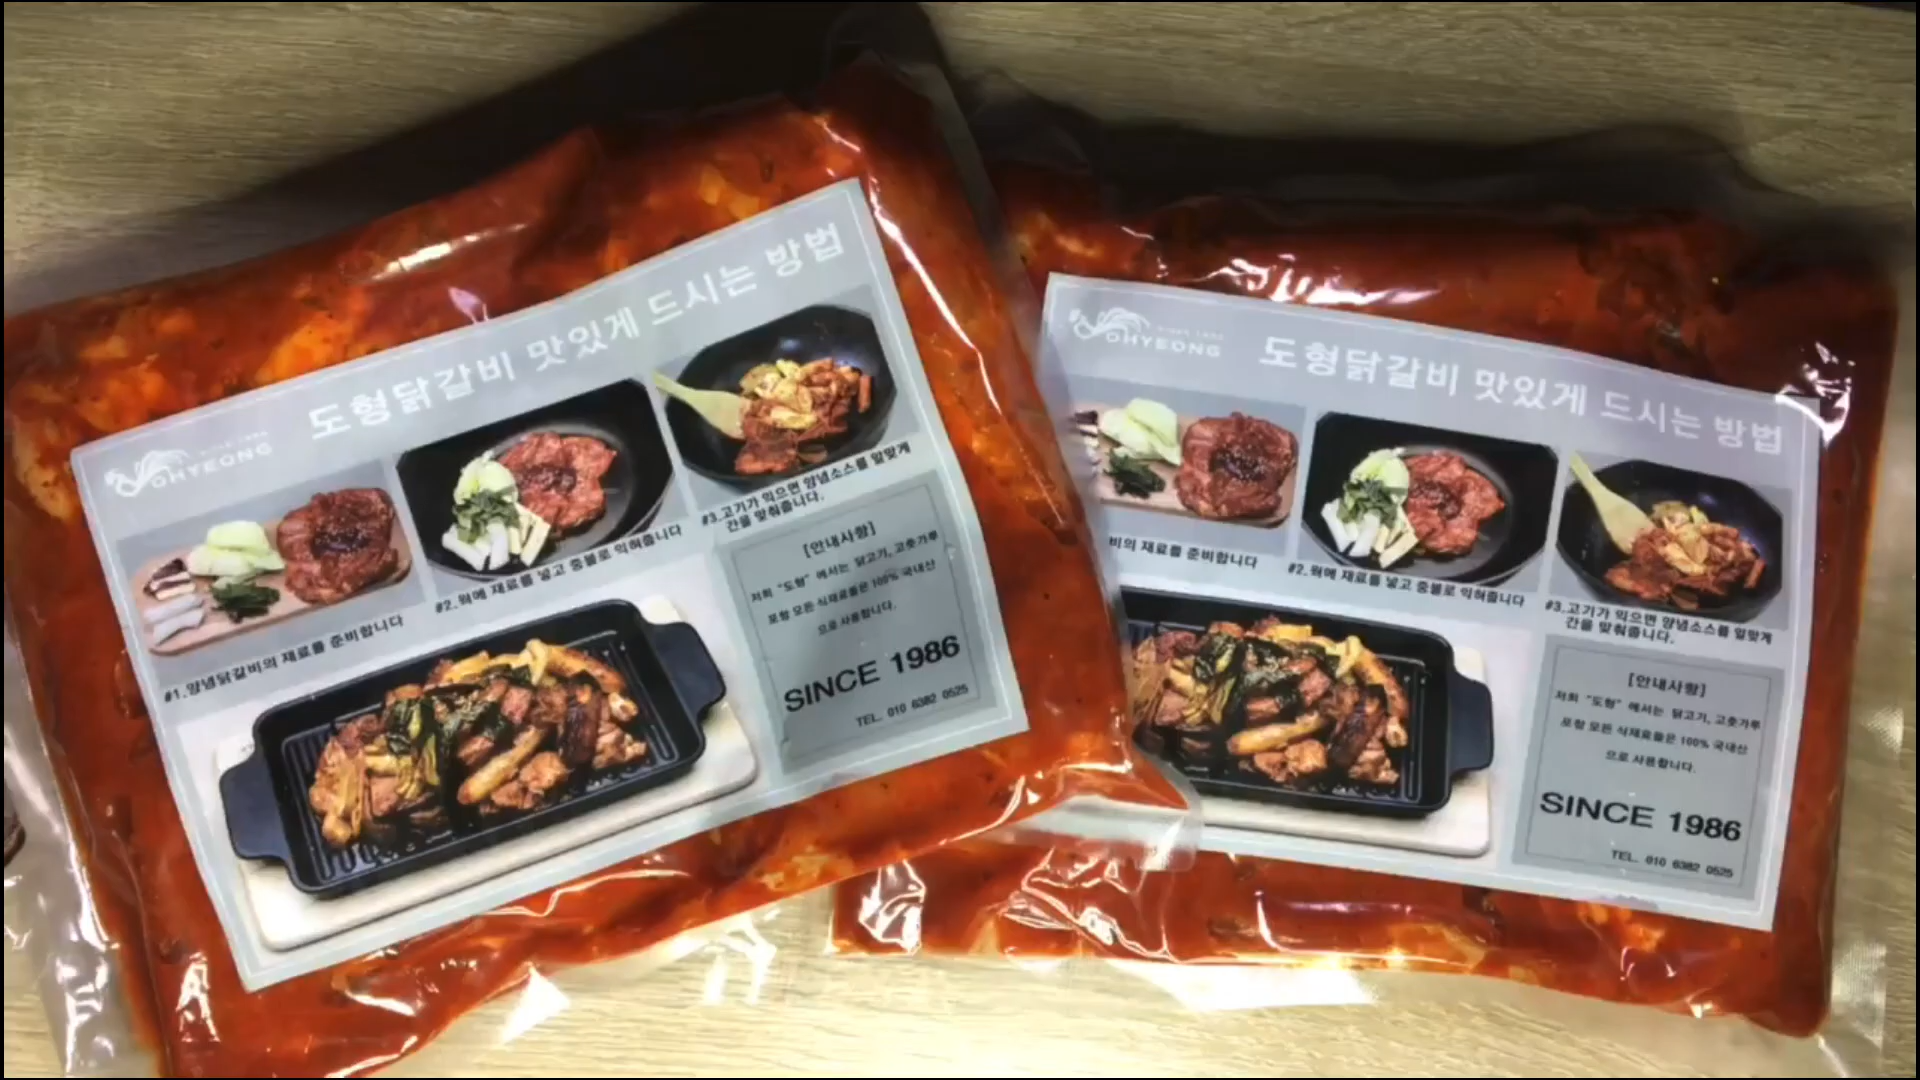 DOHYEONG
도형닭갈비 맛있게 드시는 방법
#1.양념닭갈비의 재료를 준비합니다
#2.웍에 재료를 넣고 중불로 익혀줍니다
#3.고기가 익으면 양념소스를 알맞게
간을 맞춰줍니다.
[안내사항]
저희 "도형" 에서는 닭고기, 고춧가루
포함 모든 식재료들은 100% 국내산
으로 사용합니다.
SINCE 1986
TEL. 010 6382 0525
SINCE 1986
DOHYEONG
도형닭갈비 맛있게 드시는 방법
비의 재료를 준비합니다
#2.웍에 재료를 넣고 중불로 익혀줍니다
#3.고기가 익으면 양념소스를 알맞게
간을 맞춰줍니다.
[안내사항]
저희 "도형" 에서는 닭고기, 고춧가루
포함 모든 식재료들은 100% 국내산
으로 사용합니다.
SINCE 1986
TEL. 010 6382 0525